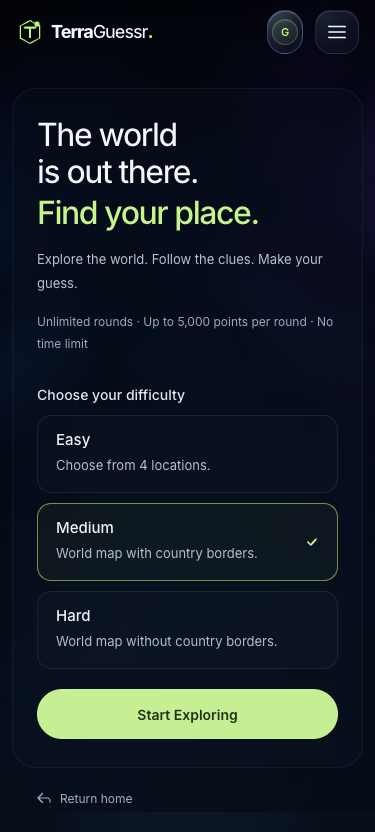 TerraGuessr.
G
The world
is out there.
Find your place.
Explore the world. Follow the clues. Make your
guess.
Unlimited rounds · Up to 5,000 points per round · No
time limit
Choose your difficulty
Easy
Choose from 4 locations.
Medium
World map with country borders.
Hard
World map without country borders.
Start Exploring
Return home